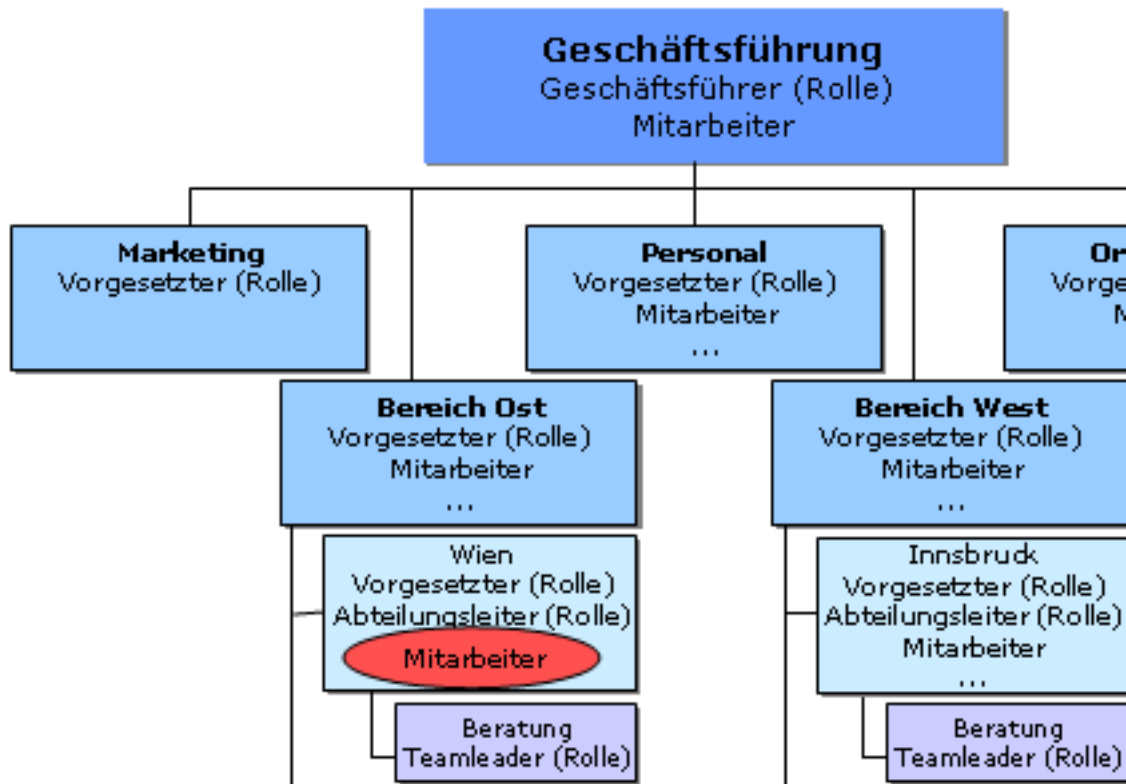 Geschäftsführung
Geschäftsführer (Rolle)
Mitarbeiter
Marketing
Vorgesetzter (Rolle)
Personal
Vorgesetzter (Rolle)
Mitarbeiter
...
Bereich Ost
Vorgesetzter (Rolle)
Mitarbeiter
...
Wien
Vorgesetzter (Rolle)
Abteilungsleiter (Rolle)
Mitarbeiter
Beratung
Teamleader (Rolle)
Bereich West
Vorgesetzter (Rolle)
Mitarbeiter
...
Innsbruck
Vorgesetzter (Rolle)
Abteilungsleiter (Rolle)
Mitarbeiter
...
Beratung
Teamleader (Rolle)